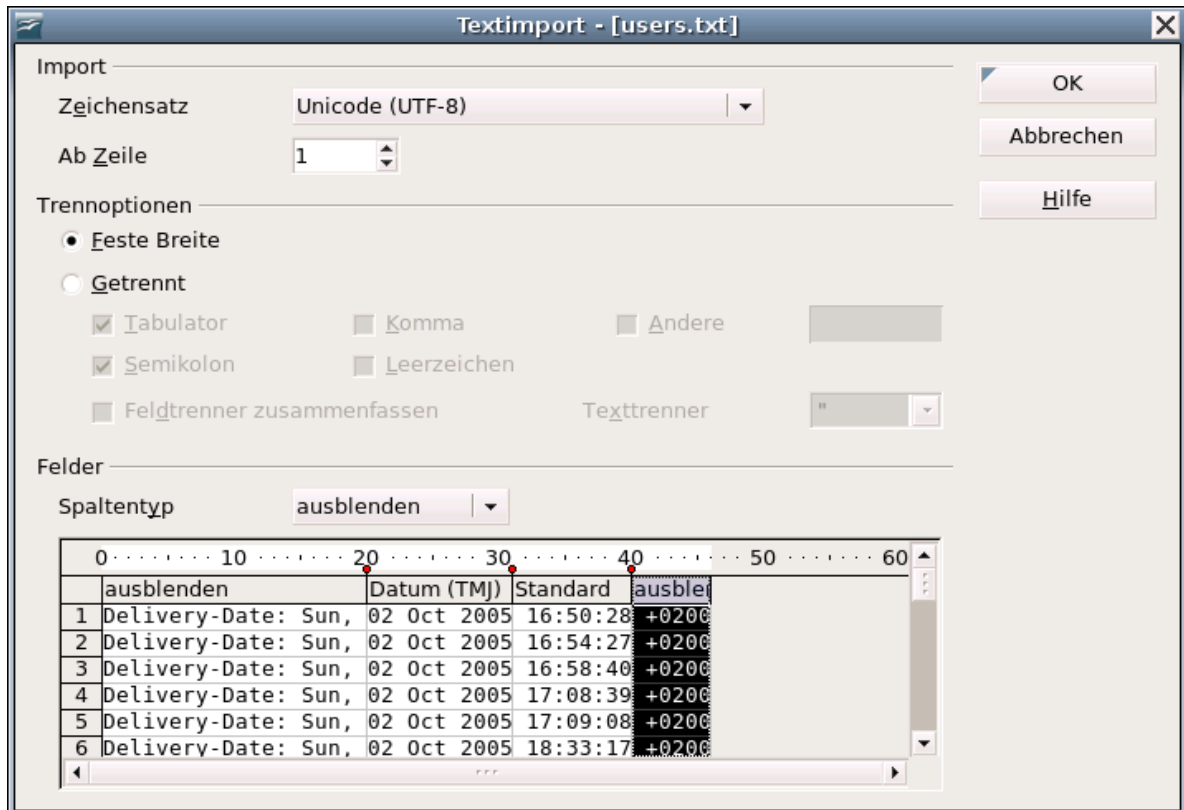 Textimport - [users.txt]
Import
OK
Zeichensatz Unicode (UTF-8)
Abbrechen
Ab Zeile 1
Hilfe
Trennoptionen
Feste Breite
Getrennt
Tabulator Komma Andere
Semikolon Leerzeichen
Feldtrenner zusammenfassen Texttrenner "
Felder
Spaltentyp ausblenden
0 10 20 30 40 50 60
ausblenden Datum (TMJ) Standard ausblen
1 Delivery-Date: Sun, 02 Oct 2005 16:50:28 +0200
2 Delivery-Date: Sun, 02 Oct 2005 16:54:27 +0200
3 Delivery-Date: Sun, 02 Oct 2005 16:58:40 +0200
4 Delivery-Date: Sun, 02 Oct 2005 17:08:39 +0200
5 Delivery-Date: Sun, 02 Oct 2005 17:09:08 +0200
6 Delivery-Date: Sun, 02 Oct 2005 18:33:17 +0200